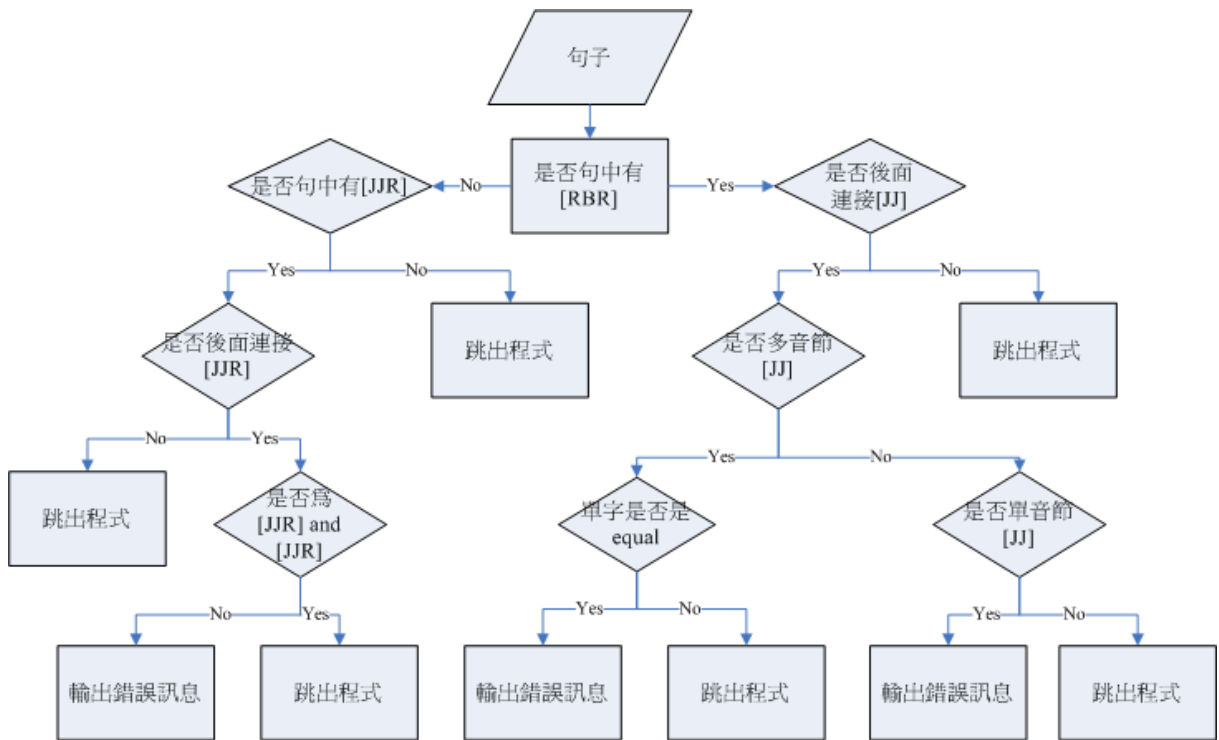 句子
是否句中有[JJR]
No
是否句中有
[RBR]
Yes
是否後面
連接[JJ]
Yes
No
Yes
No
是否後面連接
[JJR]
跳出程式
是否多音節
[JJ]
跳出程式
No
Yes
Yes
No
跳出程式
是否爲
[JJR] and
[JJR]
單字是否是
equal
是否單音節
[JJ]
No
Yes
Yes
No
Yes
No
輸出錯誤訊息
跳出程式
輸出錯誤訊息
跳出程式
輸出錯誤訊息
跳出程式